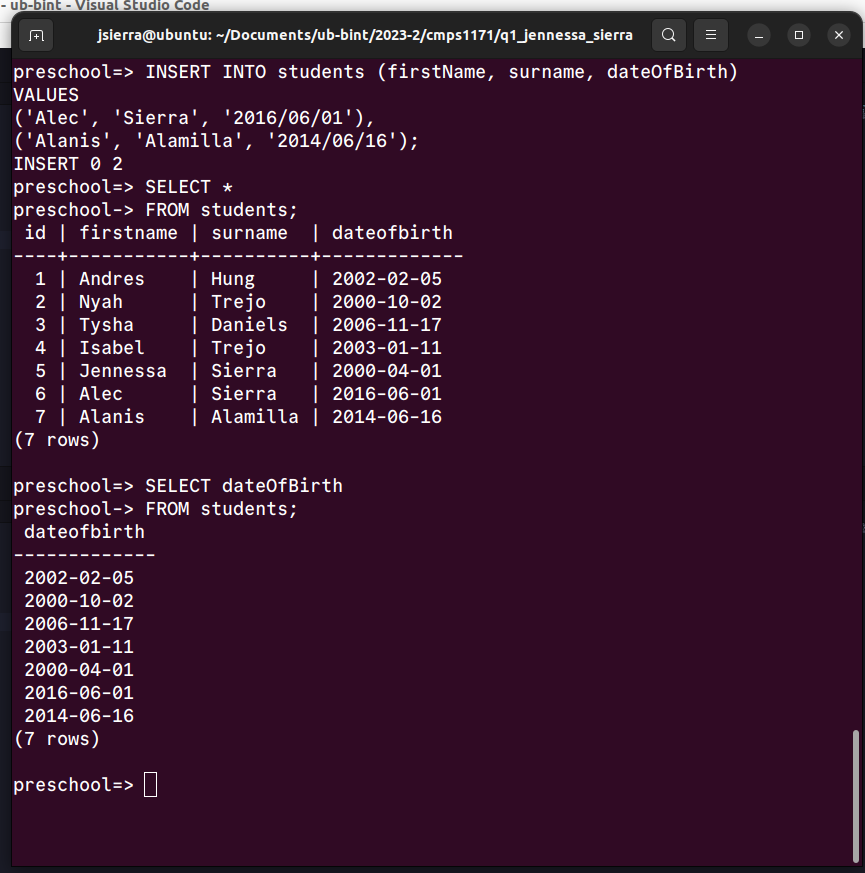 - ub-bint - Visual Studio Code
jsierra@ubuntu: ~/Documents/ub-bint/2023-2/cmps1171/q1_jennessa_sierra
preschool=> INSERT INTO students (firstName, surname, dateOfBirth)
VALUES
('Alec', 'Sierra', '2016/06/01'),
('Alanis', 'Alamilla', '2014/06/16');
INSERT 0 2
preschool=> SELECT *
preschool-> FROM students;
 id | firstname | surname  | dateofbirth
----+-----------+----------+-------------
  1 | Andres    | Hung     | 2002-02-05
  2 | Nyah      | Trejo    | 2000-10-02
  3 | Tysha     | Daniels  | 2006-11-17
  4 | Isabel    | Trejo    | 2003-01-11
  5 | Jennessa  | Sierra   | 2000-04-01
  6 | Alec      | Sierra   | 2016-06-01
  7 | Alanis    | Alamilla | 2014-06-16
(7 rows)
preschool=> SELECT dateOfBirth
preschool-> FROM students;
 dateofbirth
-------------
 2002-02-05
 2000-10-02
 2006-11-17
 2003-01-11
 2000-04-01
 2016-06-01
 2014-06-16
(7 rows)
preschool=>